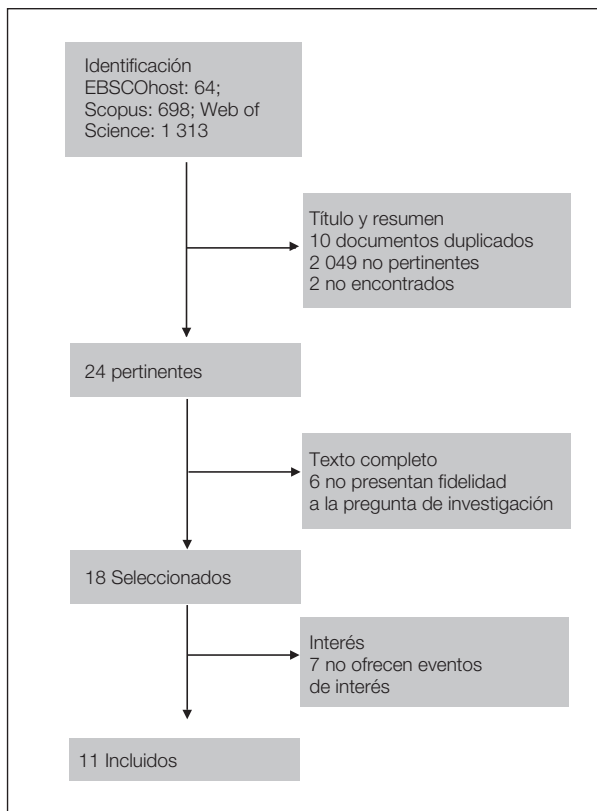 Identificación
EBSCOhost: 64;
Scopus: 698; Web of
Science: 1 313
Título y resumen
10 documentos duplicados
2 049 no pertinentes
2 no encontrados
24 pertinentes
Texto completo
6 no presentan fidelidad
a la pregunta de investigación
18 Seleccionados
Interés
7 no ofrecen eventos
de interés
11 Incluidos